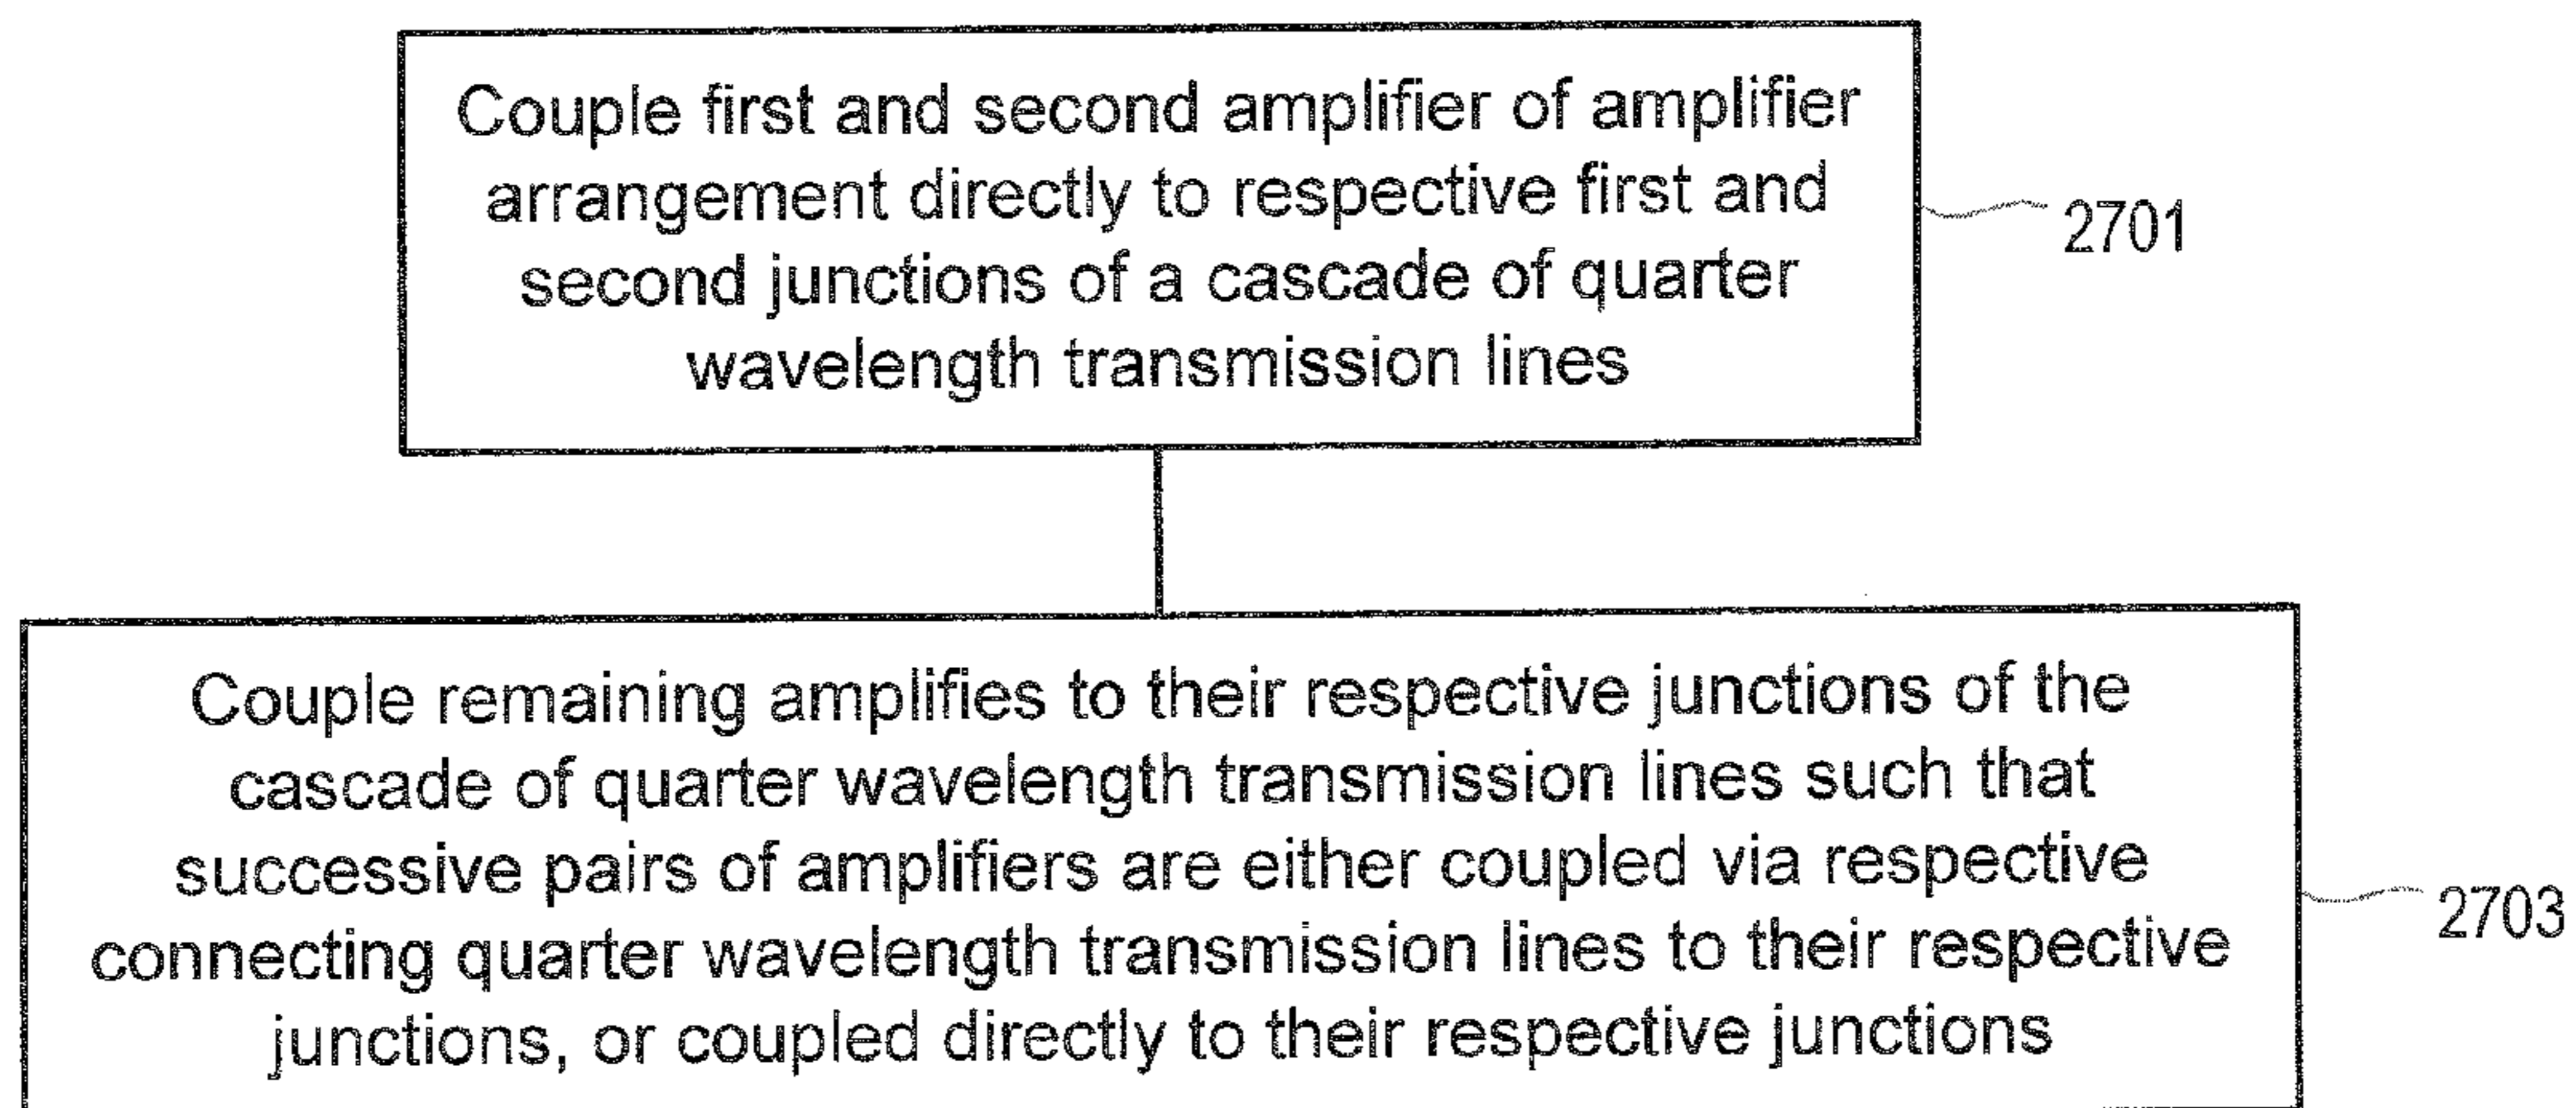 Couple first and second amplifier of amplifier
arrangement directly to respective first and
second junctions of a cascade of quarter
wavelength transmission lines
2701
Couple remaining amplifies to their respective junctions of the
cascade of quarter wavelength transmission lines such that
successive pairs of amplifiers are either coupled via respective
connecting quarter wavelength transmission lines to their respective
junctions, or coupled directly to their respective junctions
2703